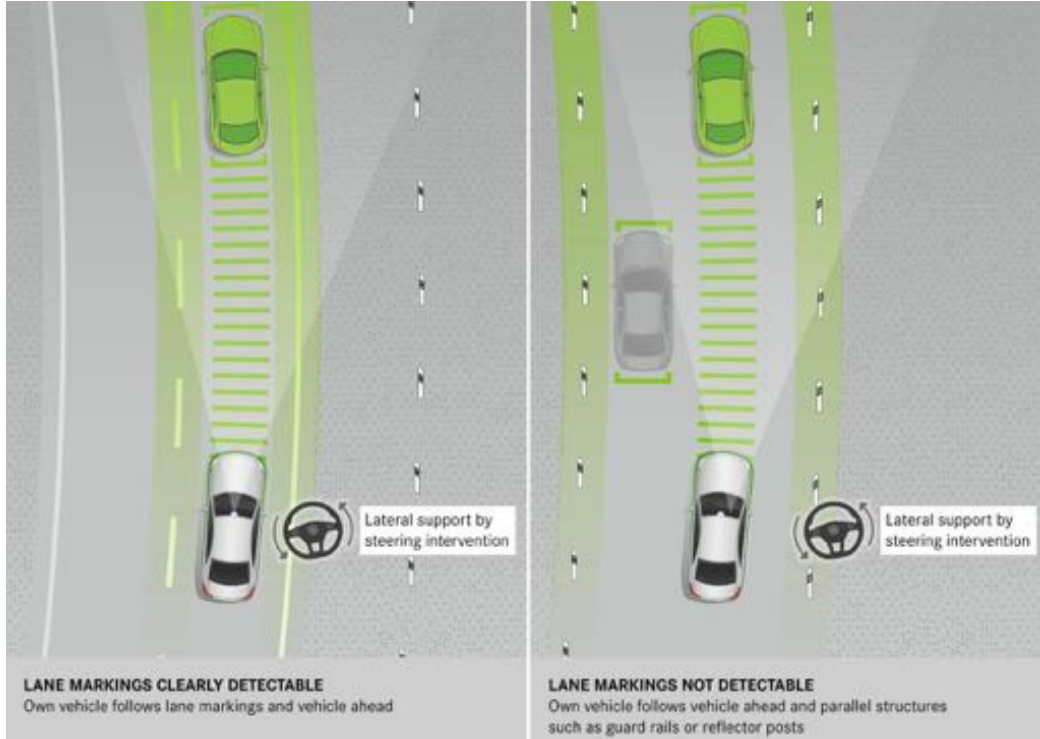 Lateral support by
steering intervention
Lateral support by
steering intervention
LANE MARKINGS CLEARLY DETECTABLE
Own vehicle follows lane markings and vehicle ahead
LANE MARKINGS NOT DETECTABLE
Own vehicle follows vehicle ahead and parallel structures
such as guard rails or reflector posts